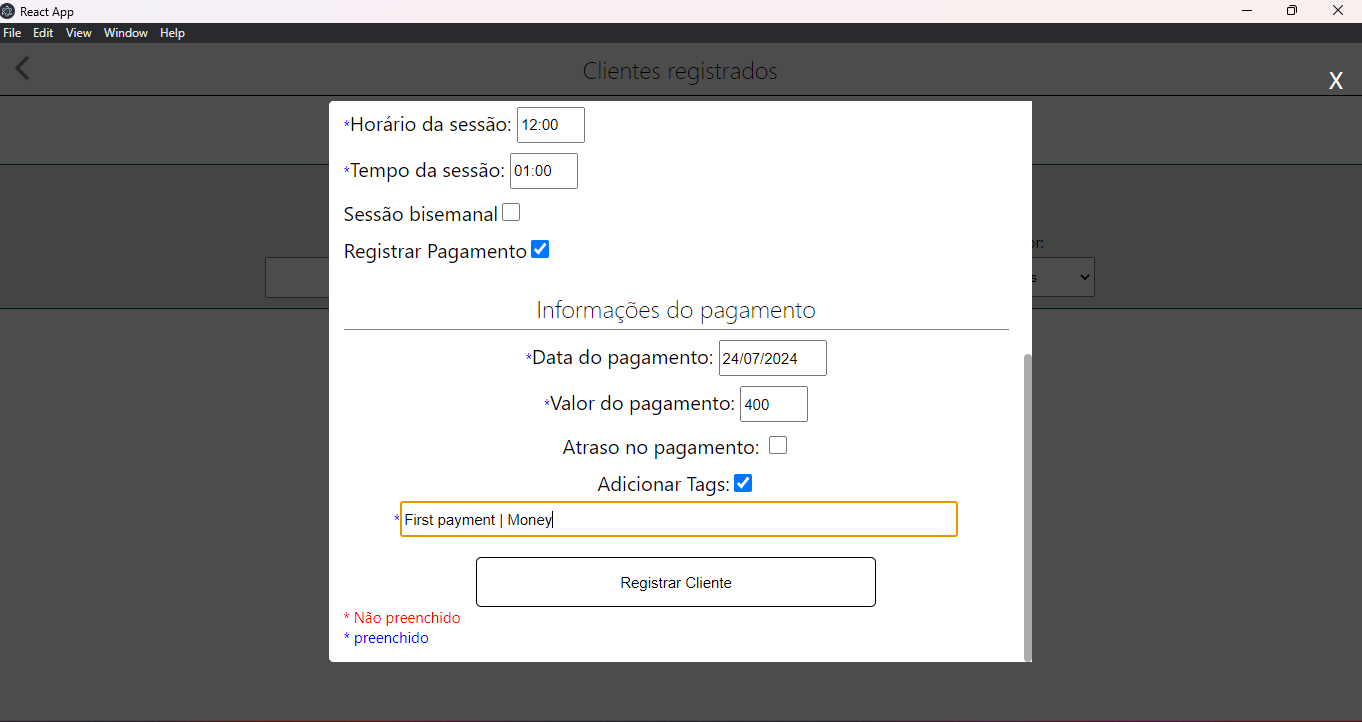 React App
File Edit View Window Help
Clientes registrados
X
*Horário da sessão: 12:00
*Tempo da sessão: 01:00
Sessão bisemanal
Registrar Pagamento
Informações do pagamento
*Data do pagamento: 24/07/2024
*Valor do pagamento: 400
Atraso no pagamento:
Adicionar Tags:
*First payment | Money
Registrar Cliente
* Não preenchido
* preenchido